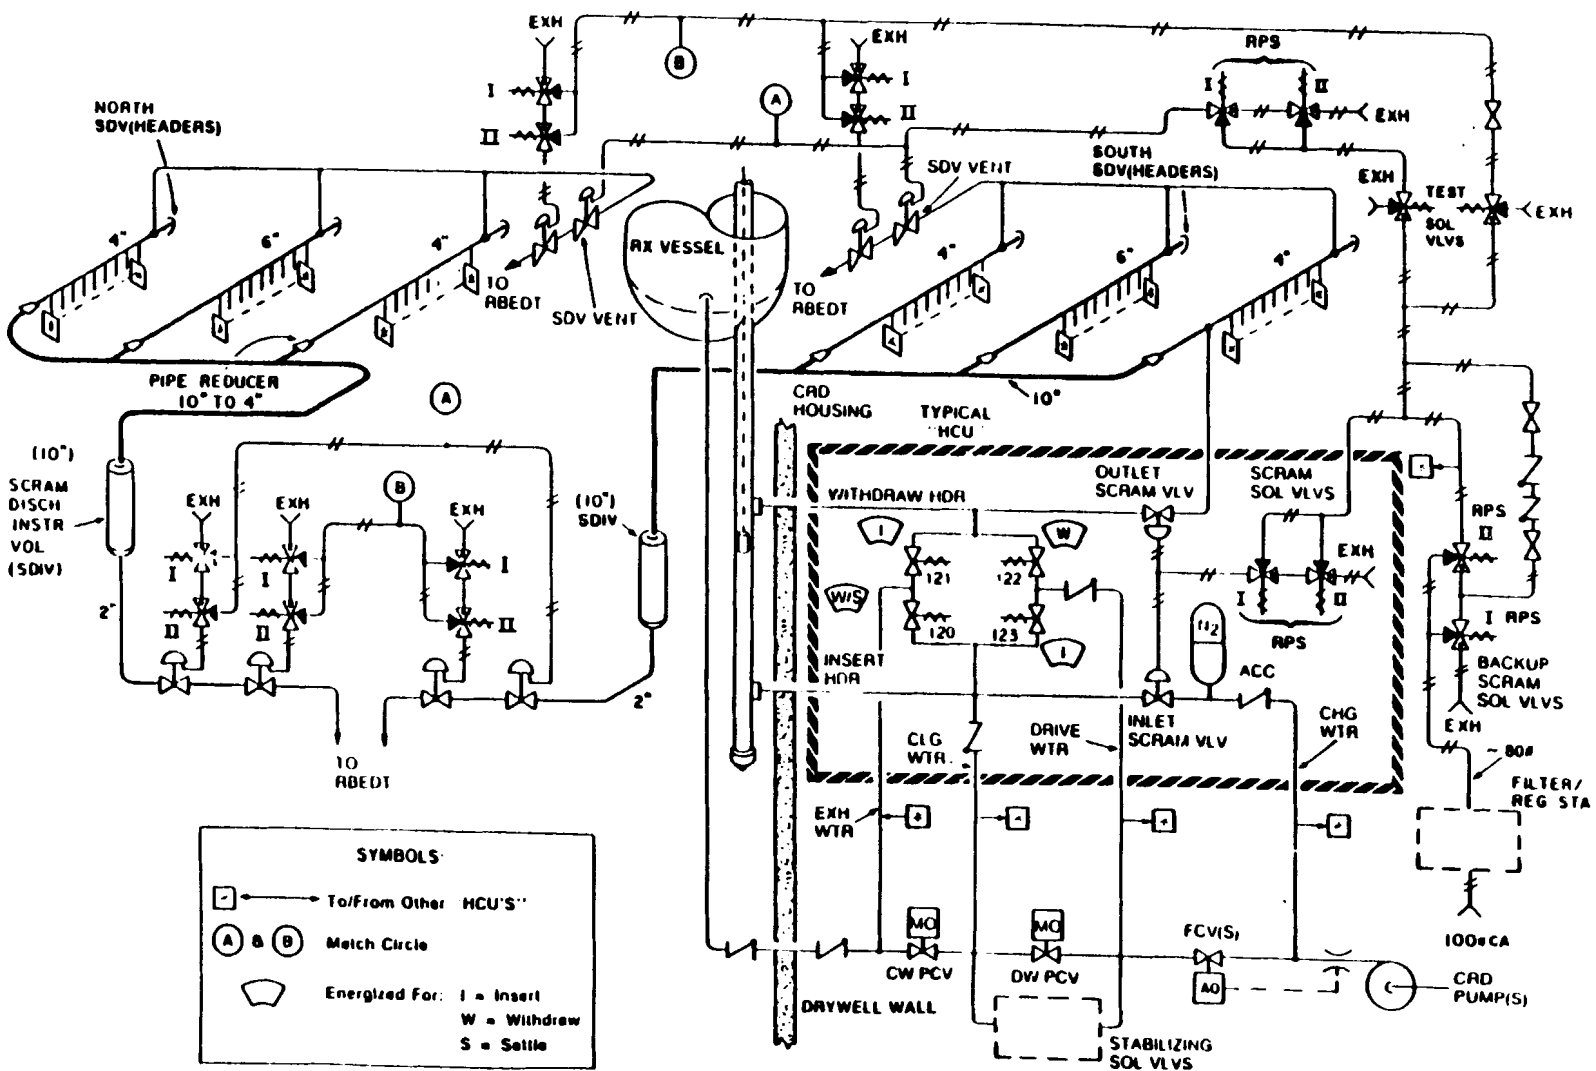 EXH
B
EXH
RPS
I
I
I
II
A
II
II
EXH
NORTH
SDV(HEADERS)
SDV VENT
SOUTH
SDV(HEADERS)
EXH
TEST
SOL
VLVS
EXH
4"
6"
4"
RX VESSEL
4"
6"
4"
TO
RBEDT
SDV VENT
TO
RBEDT
PIPE REDUCER
10" TO 4"
A
CRD
HOUSING
TYPICAL
"HCU"
10"
(10")
SCRAM
DISCH
INSTR
VOL
(SDIV)
EXH
EXH
B
EXH
(10")
SDIV
WITHDRAW HDR
OUTLET
SCRAM VLV
SCRAM
SOL VLVS
RPS
II
I
W
EXH
I
I
I
121
122
W/S
2"
II
II
II
120
123
I
I
II
RPS
N2
I RPS
INSERT
HDR
ACC
BACKUP
SCRAM
SOL VLVS
2"
INLET
SCRAM VLV
CHG
WTR
EXH
CLG
WTR
DRIVE
WTR
TO
RBEDT
~80#
FILTER/
REG STA
EXH
WTR
SYMBOLS
To/From Other "HCU'S"
A & B Match Circle
Energized For: I = Insert
W = Withdraw
S = Settle
MO
MO
FCV(S)
100#CA
CW PCV
DW PCV
AO
CRD
PUMP(S)
DRYWELL WALL
STABILIZING
SOL VLVS